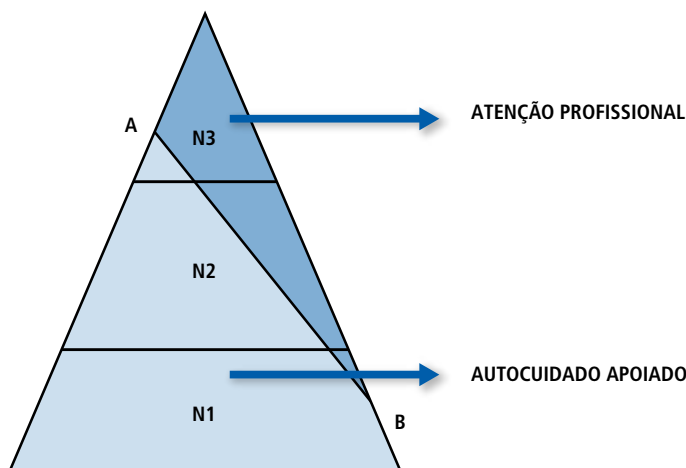 ATENÇÃO PROFISSIONAL
A
N3
N2
AUTOCUIDADO APOIADO
N1
B